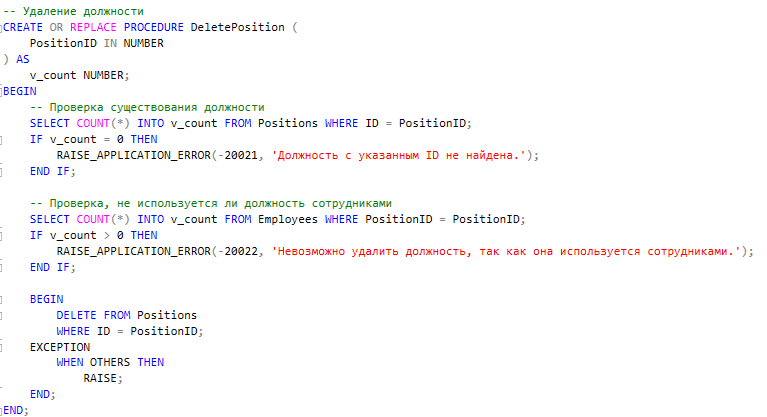 -- Удаление должности
CREATE OR REPLACE PROCEDURE DeletePosition (
    PositionID IN NUMBER
) AS
    v_count NUMBER;
BEGIN
    -- Проверка существования должности
    SELECT COUNT(*) INTO v_count FROM Positions WHERE ID = PositionID;
    IF v_count = 0 THEN
        RAISE_APPLICATION_ERROR(-20021, 'Должность с указанным ID не найдена.');
    END IF;

    -- Проверка, не используется ли должность сотрудниками
    SELECT COUNT(*) INTO v_count FROM Employees WHERE PositionID = PositionID;
    IF v_count > 0 THEN
        RAISE_APPLICATION_ERROR(-20022, 'Невозможно удалить должность, так как она используется сотрудниками.');
    END IF;

    BEGIN
        DELETE FROM Positions
        WHERE ID = PositionID;
    EXCEPTION
        WHEN OTHERS THEN
            RAISE;
    END;
END;